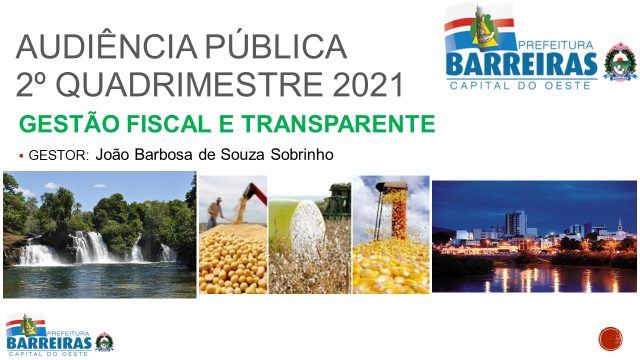 AUDIÊNCIA PÚBLICA
2º QUADRIMESTRE 2021
GESTÃO FISCAL E TRANSPARENTE
GESTOR: João Barbosa de Souza Sobrinho
PREFEITURA
BARREIRAS
CAPITAL DO OESTE
PREFEITURA
BARREIRAS
CAPITAL DO OESTE